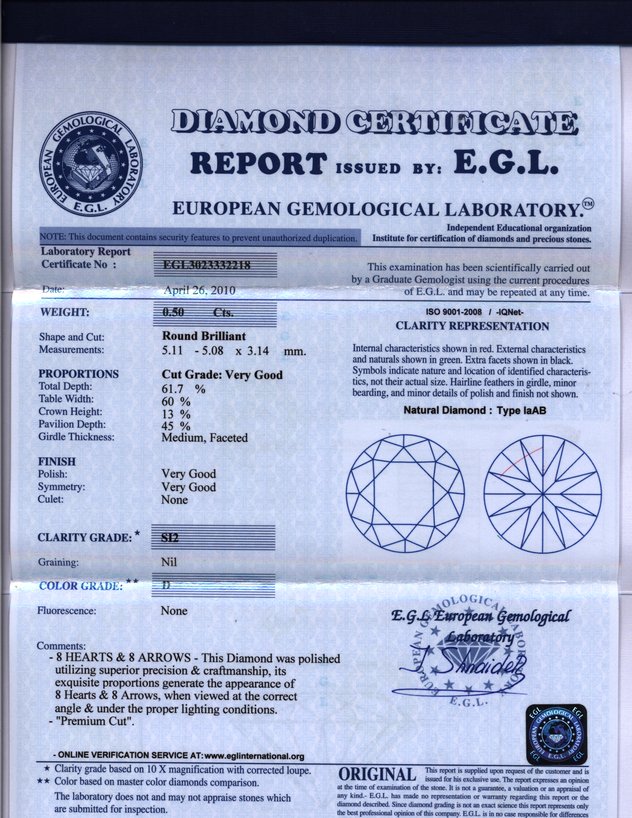 EUROPEAN GEMOLOGICAL LABORATORY
E.G.L.
DIAMOND CERTIFICATE
REPORT ISSUED BY: E.G.L.
EUROPEAN GEMOLOGICAL LABORATORY.™
Independent Educational organization
NOTE: This document contains security features to prevent unauthorized duplication.
Institute for certification of diamonds and precious stones.
Laboratory Report
Certificate No : EGL3023332218
Date: April 26, 2010
WEIGHT: 0.50 Cts.
Shape and Cut: Round Brilliant
Measurements: 5.11 - 5.08 x 3.14 mm.
PROPORTIONS Cut Grade: Very Good
Total Depth: 61.7 %
Table Width: 60 %
Crown Height: 13 %
Pavilion Depth: 45 %
Girdle Thickness: Medium, Faceted
FINISH
Polish: Very Good
Symmetry: Very Good
Culet: None
CLARITY GRADE: * SI2
Graining: Nil
COLOR GRADE: ** D
Fluorescence: None
Comments:
- 8 HEARTS & 8 ARROWS - This Diamond was polished
utilizing superior precision & craftmanship, its
exquisite proportions generate the appearance of
8 Hearts & 8 Arrows, when viewed at the correct
angle & under the proper lighting conditions.
- "Premium Cut".
- ONLINE VERIFICATION SERVICE AT: www.eglinternational.org
★ Clarity grade based on 10 X magnification with corrected loupe.
★★ Color based on master color diamonds comparison.
The laboratory does not and may not appraise stones which
are submitted for inspection.
This examination has been scientifically carried out
by a Graduate Gemologist using the current procedures
of E.G.L. and may be repeated at any time.
ISO 9001-2008 / -IQNet-
CLARITY REPRESENTATION
Internal characteristics shown in red. External characteristics
and naturals shown in green. Extra facets shown in black.
Symbols indicate nature and location of identified characteris-
tics, not their actual size. Hairline feathers in girdle, minor
bearding, and minor details of polish and finish not shown.
Natural Diamond : Type IaAB
E.G.L European Gemological
Laboratory
EUROPEAN GEMOLOGICAL LABORATORY
E.G.L.
EGL
EGL
E.G.L.
EGL
EGL
ORIGINAL
This report is supplied upon request of the customer and is
issued for his exclusive use. The report expresses an opinion
at the time of examination of the stone. It is not a guarantee, a valuation or an appraisal of
any kind.- E.G.L. has made no representation or warranty regarding this report or the
diamond described. Since diamond grading is not an exact science this report represents only
the best professional opinion of this company. E.G.L. is in no case responsible for differences